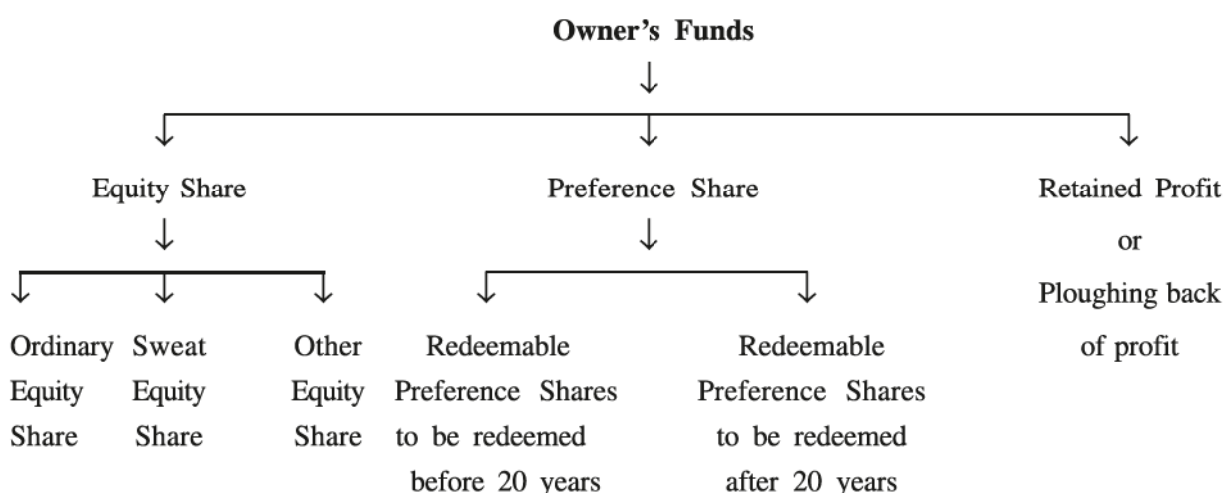 Owner's Funds
Equity Share
Preference Share
Retained Profit
or
Ploughing back
of profit
Ordinary
Equity
Share
Sweat
Equity
Share
Other
Equity
Share
Redeemable
Preference Shares
to be redeemed
before 20 years
Redeemable
Preference Shares
to be redeemed
after 20 years